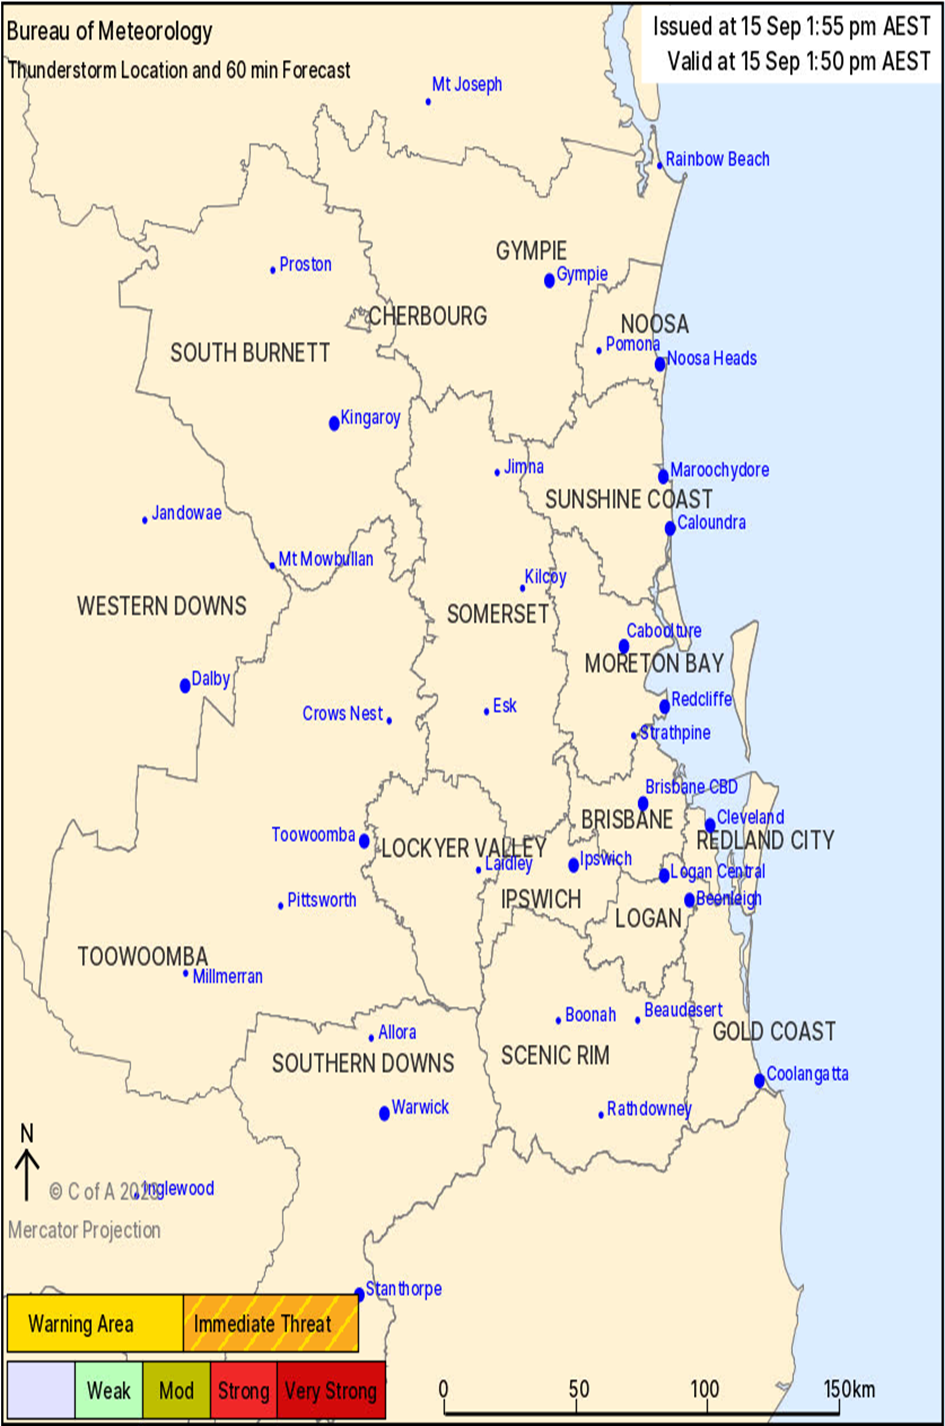 Bureau of Meteorology
Thunderstorm Location and 60 min Forecast
Issued at 15 Sep 1:55 pm AEST
Valid at 15 Sep 1:50 pm AEST
Mt Joseph
Rainbow Beach
GYMPIE
Proston
Gympie
CHERBOURG
NOOSA
Pomona
SOUTH BURNETT
Noosa Heads
Kingaroy
Jimna
Maroochydore
SUNSHINE COAST
Jandowae
Caloundra
Mt Mowbullan
Kilcoy
WESTERN DOWNS
SOMERSET
Caboolture
MORETON BAY
Dalby
Redcliffe
Esk
Crows Nest
Strathpine
Brisbane CBD
Cleveland
BRISBANE
Toowoomba
REDLAND CITY
LOCKYER VALLEY
Laidley
Ipswich
Logan Central
Pittsworth
IPSWICH
Beenleigh
LOGAN
TOOWOOMBA
Millmerran
Beaudesert
Boonah
Allora
GOLD COAST
SCENIC RIM
SOUTHERN DOWNS
Coolangatta
Warwick
Rathdowney
N
Inglewood
© C of A
Mercator Projection
Stanthorpe
Warning Area
Immediate Threat
Weak
Mod
Strong
Very Strong
0
50
100
150km